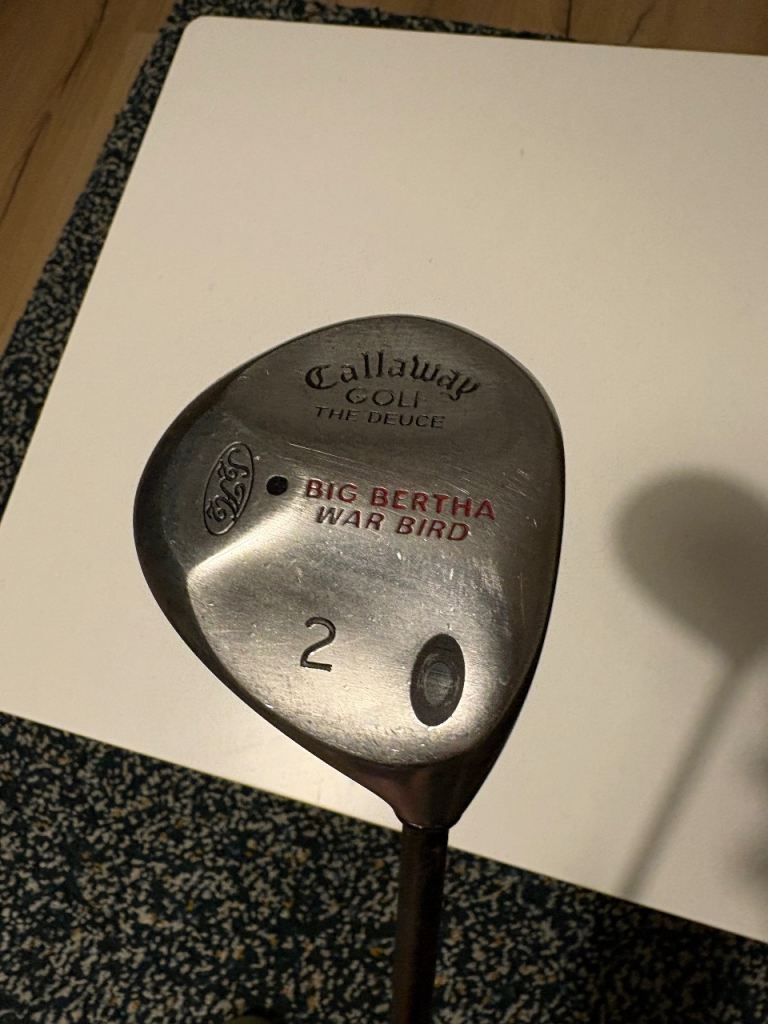 Callaway
GOLF
THE DEUCE
BIG BERTHA
WAR BIRD
2